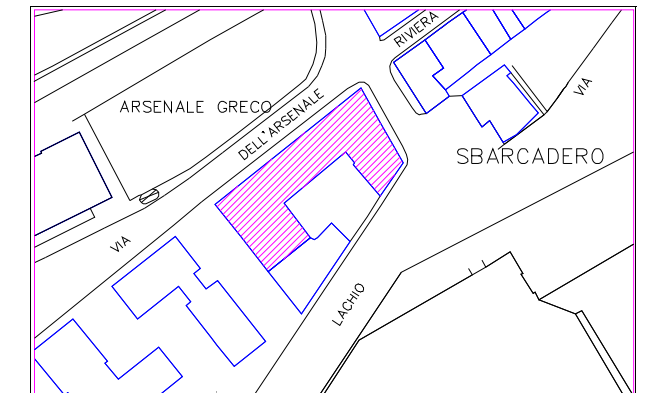 RIVIERA
ARSENALE GRECO
VIA DELL'ARSENALE
VIA
SBARCADERO
LACHIO